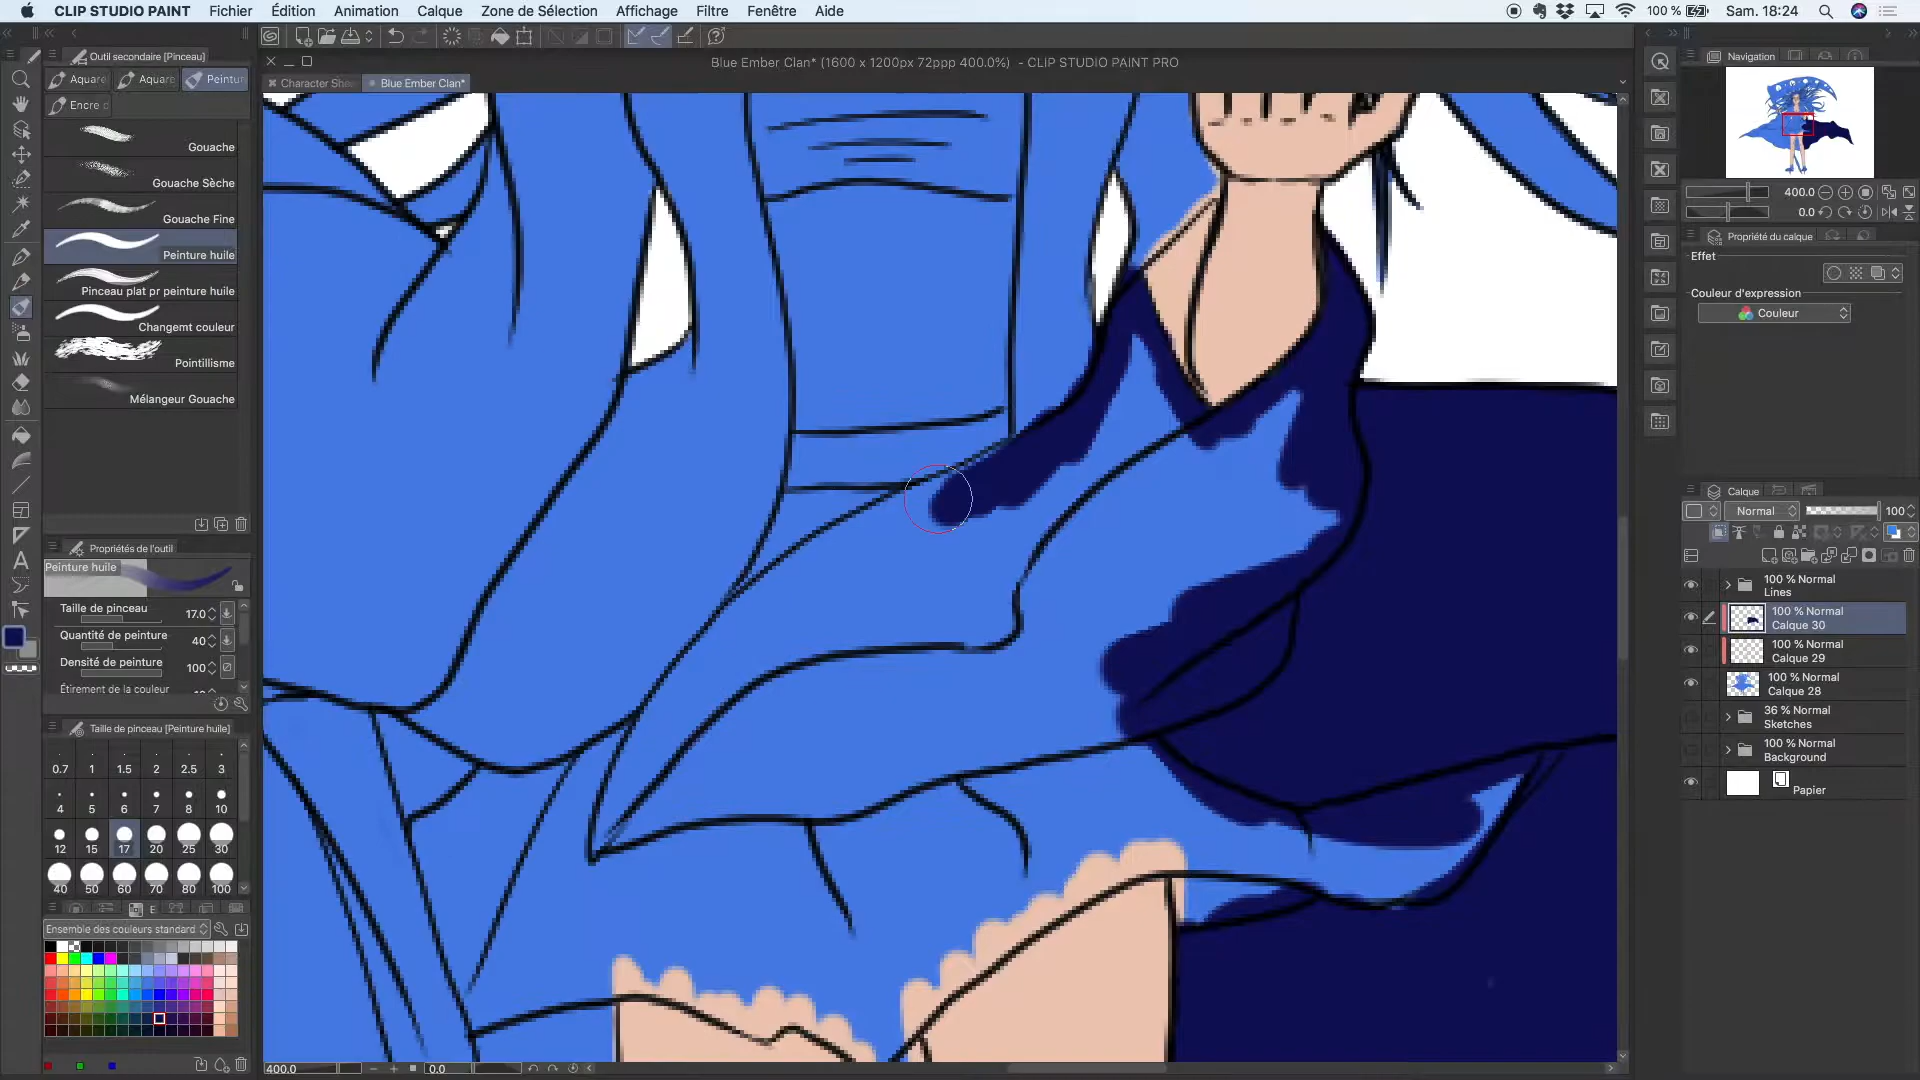 CLIP STUDIO PAINT Fichier Édition Animation Calque Zone de Sélection Affichage Filtre Fenêtre Aide 100 % Sam. 18:24
Blue Ember Clan* (1600 x 1200px 72ppp 400.0%) - CLIP STUDIO PAINT PRO
Character She Blue Ember Clan*
Outil secondaire [Pinceau]
Aquare Aquare Peintur
Encre d
Gouache
Gouache Sèche
Gouache Fine
Peinture huile
Pinceau plat pr peinture huile
Changemt couleur
Pointillisme
Mélangeur Gouache
Propriétés de l'outil
Peinture huile
Taille de pinceau 17.0
Quantité de peinture 40
Densité de peinture 100
Étirement de la couleur
Taille de pinceau [Peinture huile]
0.7 1 1.5 2 2.5 3
4 5 6 7 8 10
12 15 17 20 25 30
40 50 60 70 80 100
E
Ensemble des couleurs standard
400.0 0.0
Navigation
400.0
0.0
Propriété du calque
Effet
Couleur d'expression
Couleur
Calque
Normal 100
100 % Normal
Lines
100 % Normal
Calque 30
100 % Normal
Calque 29
100 % Normal
Calque 28
36 % Normal
Sketches
100 % Normal
Background
Papier